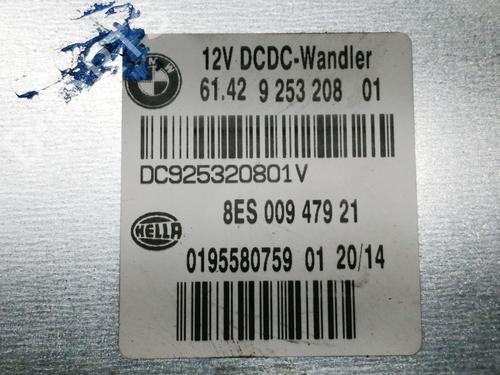 BMW
12V DCDC-Wandler
61.42 9 253 208 01
DC925320801V
8ES 009 479 21
HELLA
0195580759 01 20/14